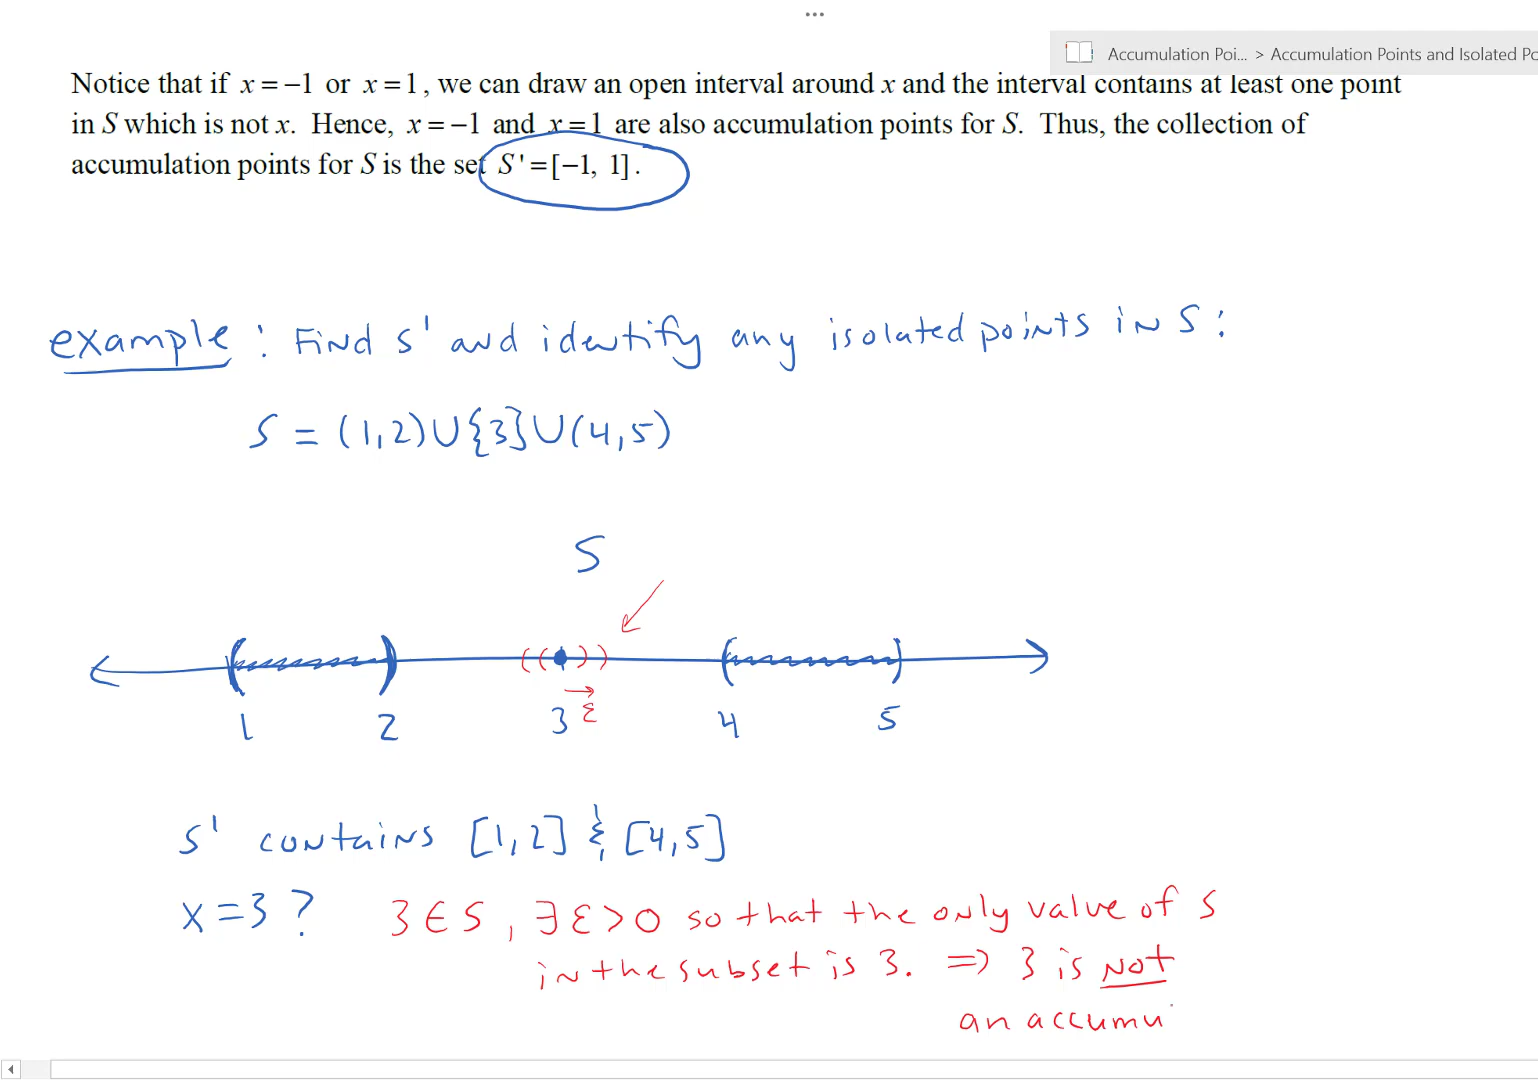 Accumulation Poi... > Accumulation Points and Isolated Po
Notice that if x = −1 or x = 1, we can draw an open interval around x and the interval contains at least one point
in S which is not x. Hence, x = −1 and x = 1 are also accumulation points for S. Thus, the collection of
accumulation points for S is the set S' = [−1, 1].
example: Find S' and identify any isolated points in S:
S = (1,2)∪{3}∪(4,5)
S
((•))
1 2 3 ε 4 5
S' contains [1,2] & [4,5]
x = 3 ? 3 ∈ S, ∃ ε > 0 so that the only value of S
in the subset is 3. ⇒ 3 is not
an accumu